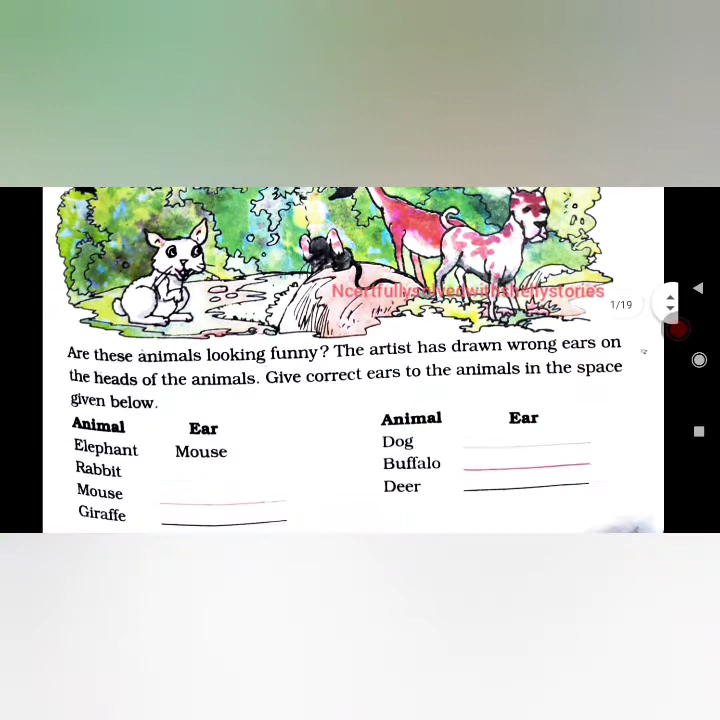 Ncertfullysolvedwithshellystories
1/19
Are these animals looking funny? The artist has drawn wrong ears on
the heads of the animals. Give correct ears to the animals in the space
given below.
Animal Ear Animal Ear
Elephant Mouse Dog
Rabbit Buffalo
Mouse Deer
Giraffe